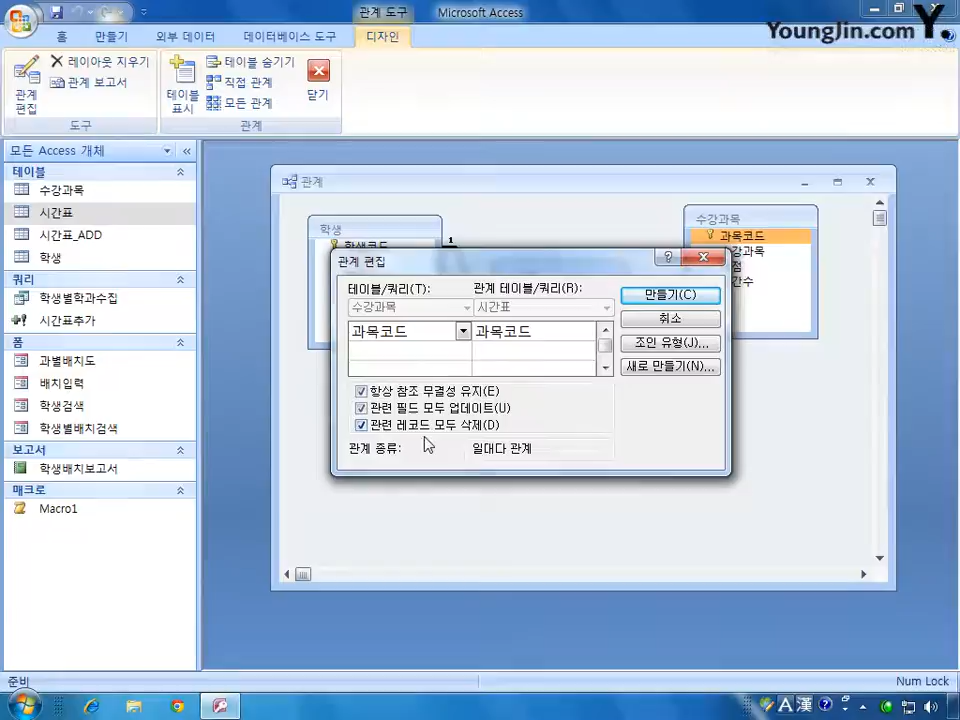 관계 도구
Microsoft Access
YoungJin.com Y.
홈
만들기
외부 데이터
데이터베이스 도구
디자인
관계
편집
레이아웃 지우기
관계 보고서
도구
테이블
표시
테이블 숨기기
직접 관계
모든 관계
닫기
관계
모든 Access 개체
테이블
수강과목
시간표
시간표_ADD
학생
쿼리
학생별학과수집
시간표추가
폼
과별배치도
배치입력
학생검색
학생별배치검색
보고서
학생배치보고서
매크로
Macro1
관계
학생
학생코드
1
수강과목
과목코드
강과목
점
간수
관계 편집
테이블/쿼리(T):
관계 테이블/쿼리(R):
수강과목
시간표
과목코드
과목코드
만들기(C)
취소
조인 유형(J)...
새로 만들기(N)...
항상 참조 무결성 유지(E)
관련 필드 모두 업데이트(U)
관련 레코드 모두 삭제(D)
관계 종류:
일대다 관계
준비
Num Lock
A 漢